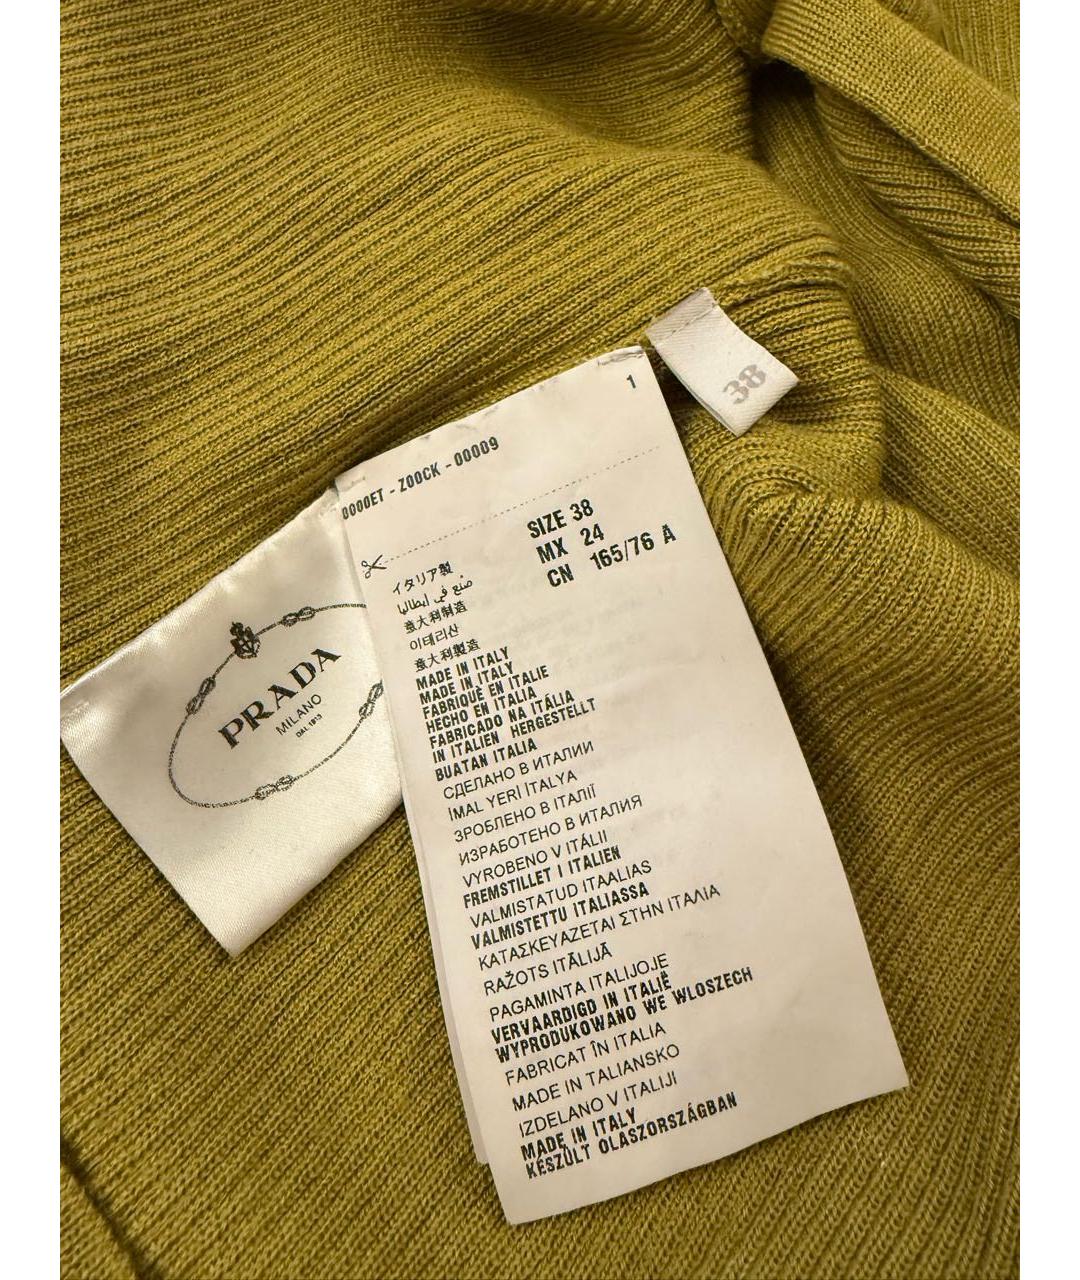 38
1
0000ET - Z00CK - 00009
SIZE 38
MX 24
CN 165/76 A
イタリア製
صنع في إيطاليا
意大利制造
이태리산
意大利製造
MADE IN ITALY
MADE IN ITALY
FABRIQUÉ EN ITALIE
HECHO EN ITALIA
FABRICADO NA ITÁLIA
IN ITALIEN HERGESTELLT
BUATAN ITALIA
СДЕЛАНО В ИТАЛИИ
İMAL YERİ İTALYA
ЗРОБЛЕНО В ІТАЛІЇ
ИЗРАБОТЕНО В ИТАЛИЯ
VYROBENO V ITÁLII
FREMSTILLET I ITALIEN
VALMISTATUD ITAALIAS
VALMISTETTU ITALIASSA
ΚΑΤΑΣΚΕΥΑΖΕΤΑΙ ΣΤΗΝ ΙΤΑΛΙΑ
RAŽOTS ITĀLIJĀ
PAGAMINTA ITALIJOJE
VERVAARDIGD IN ITALIË
WYPRODUKOWANO WE WLOSZECH
FABRICAT ÎN ITALIA
MADE IN TALIANSKO
IZDELANO V ITALIJI
MADE IN ITALY
KÉSZÜLT OLASZORSZÁGBAN
PRADA
MILANO
DAL 1913